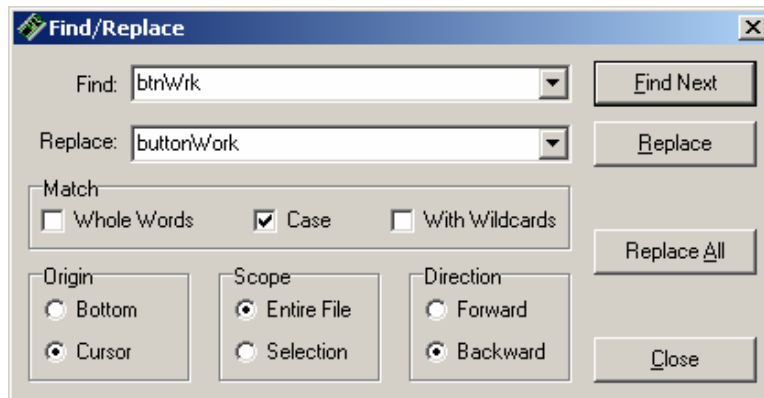 Find/Replace
Find: btnWrk
Find Next
Replace: buttonWork
Replace
Match
Whole Words Case With Wildcards
Replace All
Origin Scope Direction
Bottom Entire File Forward
Cursor Selection Backward
Close